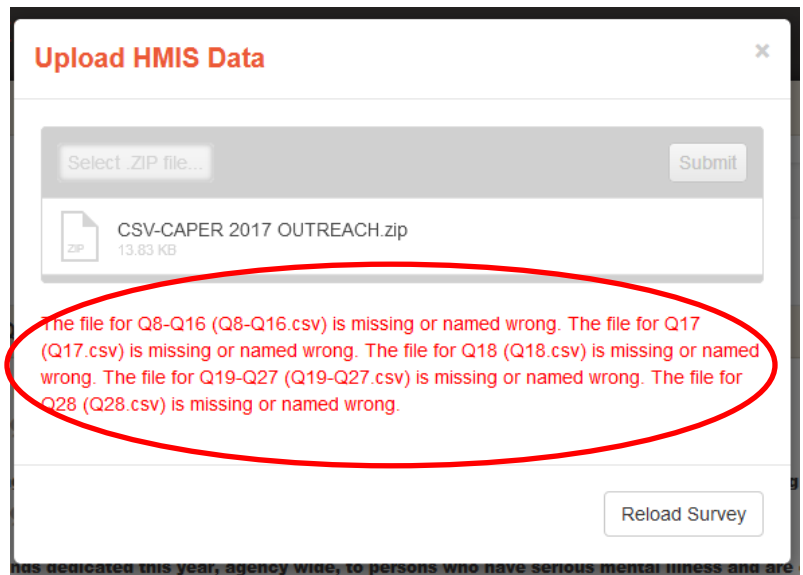 Upload HMIS Data
×
Select .ZIP file...
Submit
ZIP
CSV-CAPER 2017 OUTREACH.zip
13.83 KB
The file for Q8-Q16 (Q8-Q16.csv) is missing or named wrong. The file for Q17
(Q17.csv) is missing or named wrong. The file for Q18 (Q18.csv) is missing or named
wrong. The file for Q19-Q27 (Q19-Q27.csv) is missing or named wrong. The file for
Q28 (Q28.csv) is missing or named wrong.
Reload Survey
nds dedicated this year, agency wide, to persons who have serious mental illness and are